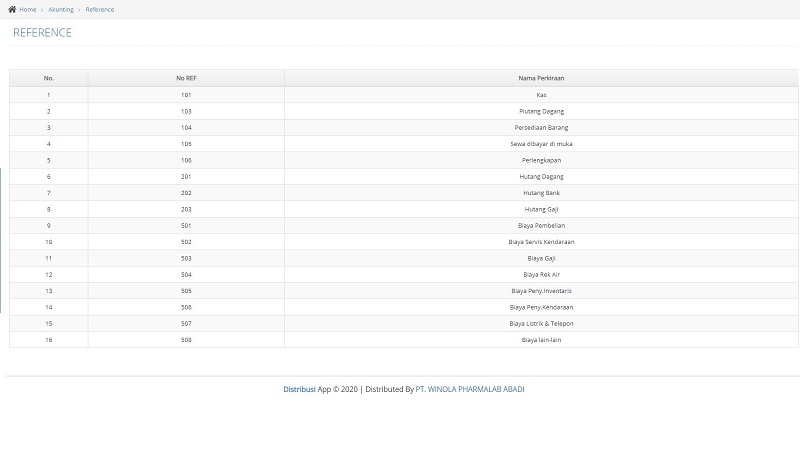 Home > Akunting > Reference
REFERENCE
No. No REF Nama Perkiraan
1 101 Kas
2 103 Piutang Dagang
3 104 Persediaan Barang
4 105 Sewa dibayar di muka
5 106 Perlengkapan
6 201 Hutang Dagang
7 202 Hutang Bank
8 203 Hutang Gaji
9 501 Biaya Pembelian
10 502 Biaya Servis Kendaraan
11 503 Biaya Gaji
12 504 Biaya Rek Air
13 505 Biaya Peny.Inventaris
14 506 Biaya Peny.Kendaraan
15 507 Biaya Listrik & Telepon
16 508 Biaya lain-lain
Distribusi App © 2020 | Distributed By PT. WINOLA PHARMALAB ABADI